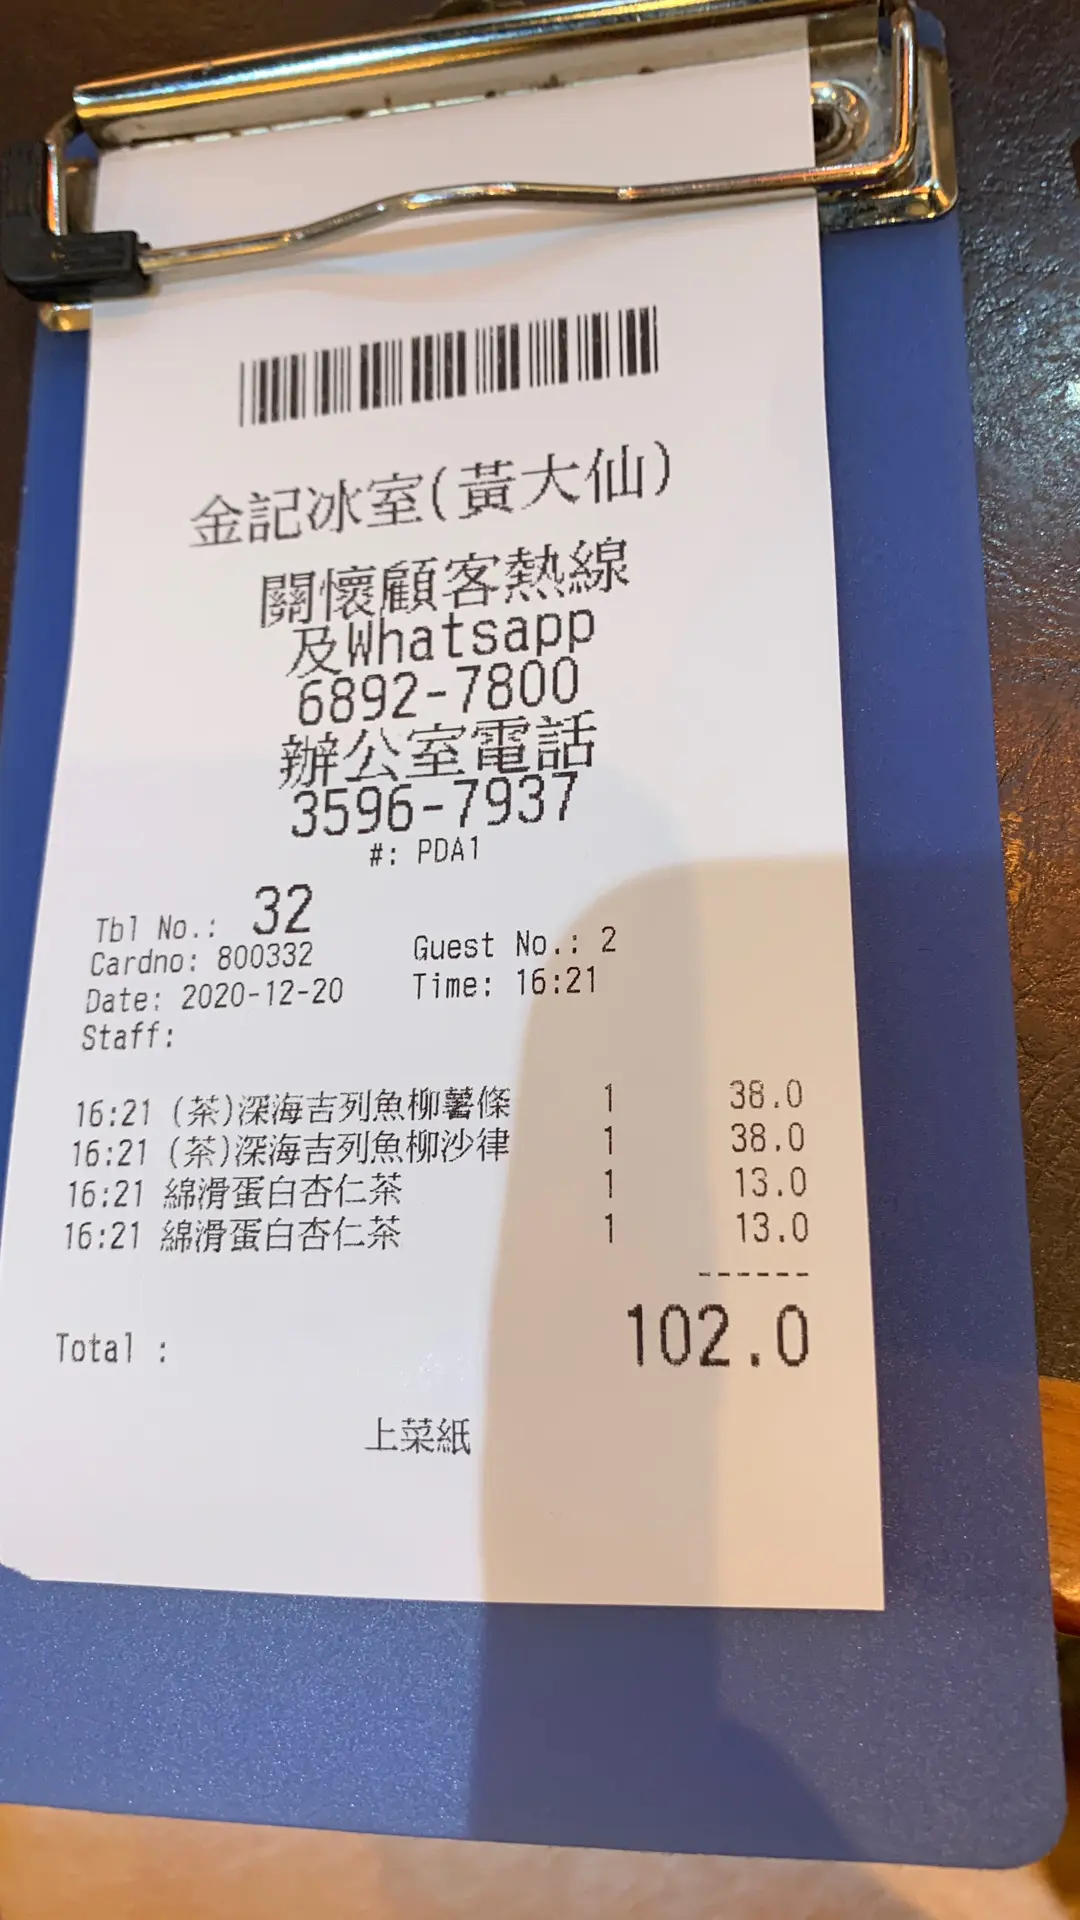 金記冰室(黃大仙)
關懷顧客熱線
及Whatsapp
6892-7800
辦公室電話
3596-7937
#: PDA1
Tbl No.: 32
Cardno: 800332 Guest No.: 2
Date: 2020-12-20 Time: 16:21
Staff:
16:21 (茶)深海吉列魚柳薯條 1 38.0
16:21 (茶)深海吉列魚柳沙律 1 38.0
16:21 綿滑蛋白杏仁茶 1 13.0
16:21 綿滑蛋白杏仁茶 1 13.0
------
Total : 102.0
上菜紙